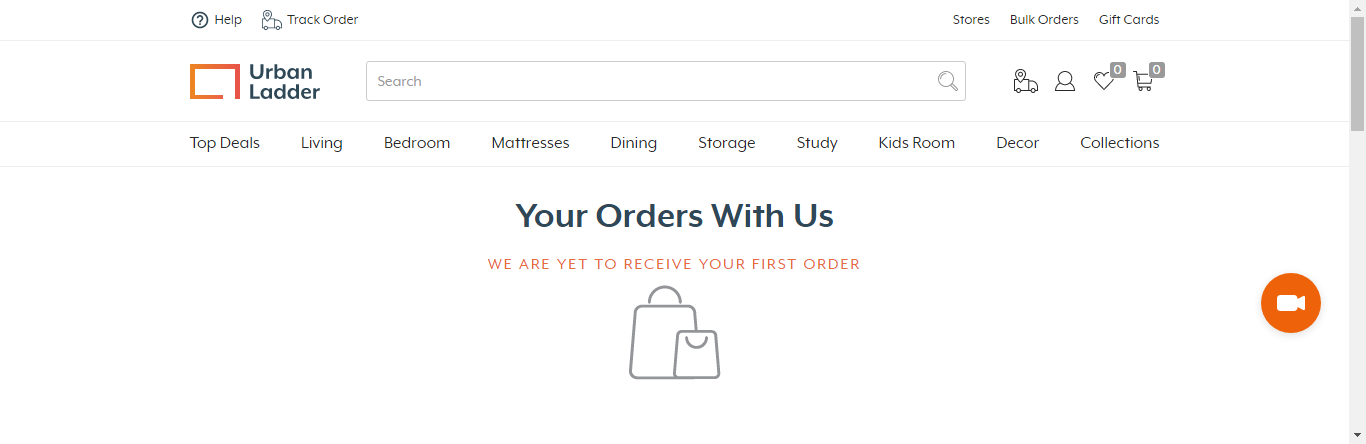 Help
Track Order
Stores
Bulk Orders
Gift Cards
Urban
Ladder
Search
0
0
Top Deals
Living
Bedroom
Mattresses
Dining
Storage
Study
Kids Room
Decor
Collections
Your Orders With Us
WE ARE YET TO RECEIVE YOUR FIRST ORDER